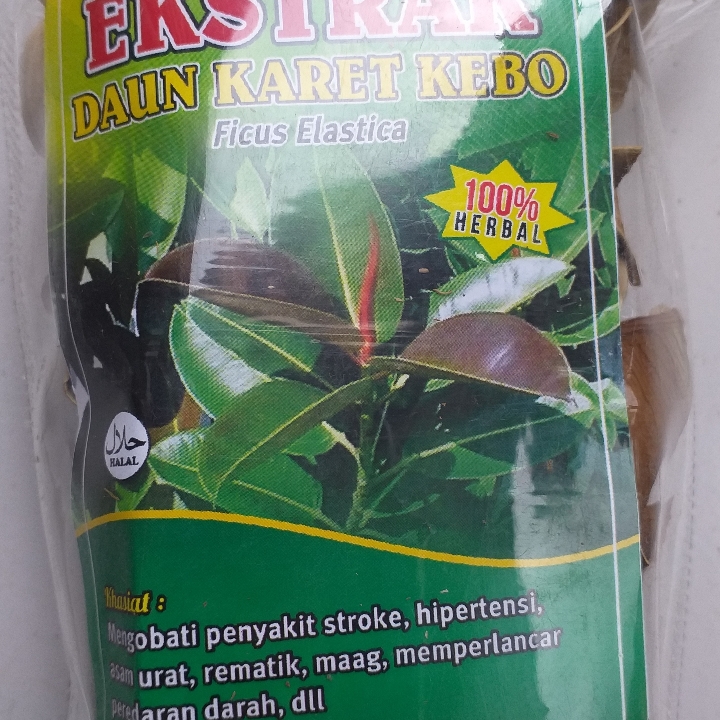 EKSTRAK
DAUN KARET KEBO
Ficus Elastica
100%
HERBAL
حلال
HALAL
Khasiat :
Mengobati penyakit stroke, hipertensi,
asam urat, rematik, maag, memperlancar
peredaran darah, dll